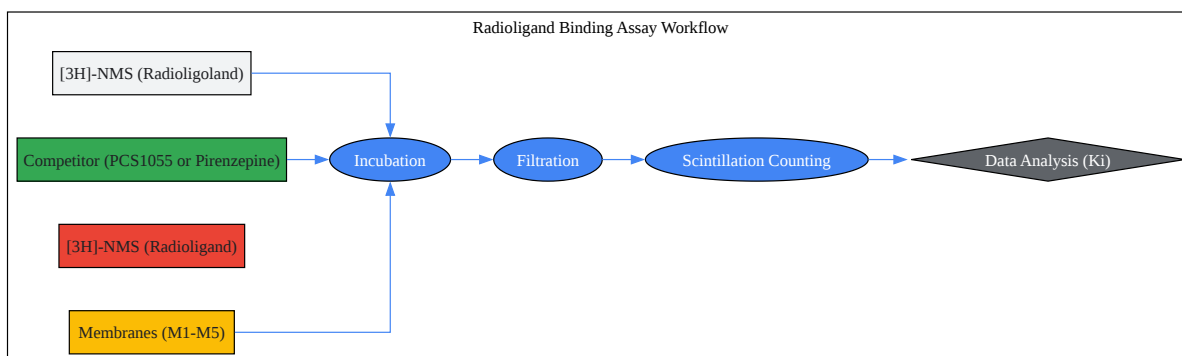 Radioligand Binding Assay Workflow
[3H]-NMS (Radioligoland)
Competitor (PCS1055 or Pirenzepine)
Incubation
Filtration
Scintillation Counting
Data Analysis (Ki)
[3H]-NMS (Radioligand)
Membranes (M1-M5)